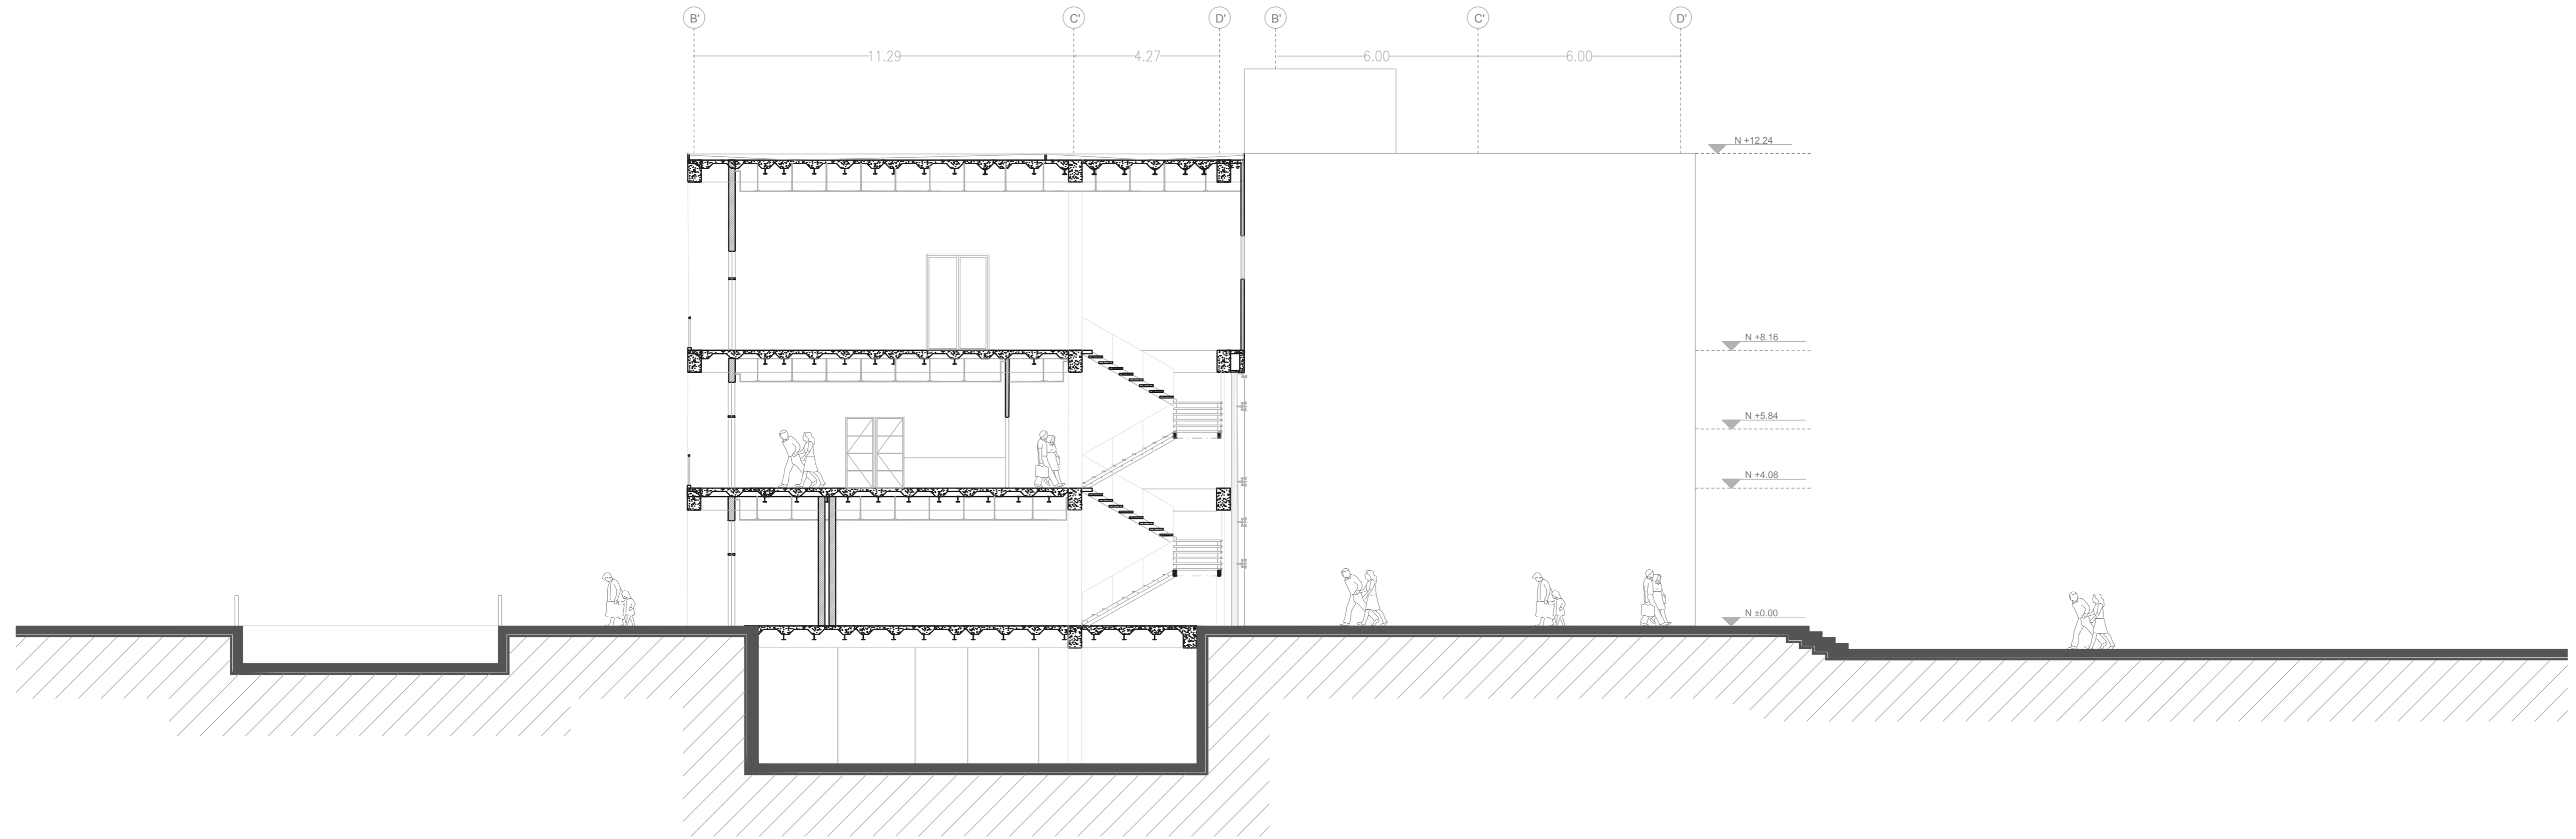 B' C' D' B' C' D'
11.29 4.27 6.00 6.00
N +12.24
N +8.16
N +5.84
N +4.08
N ±0.00